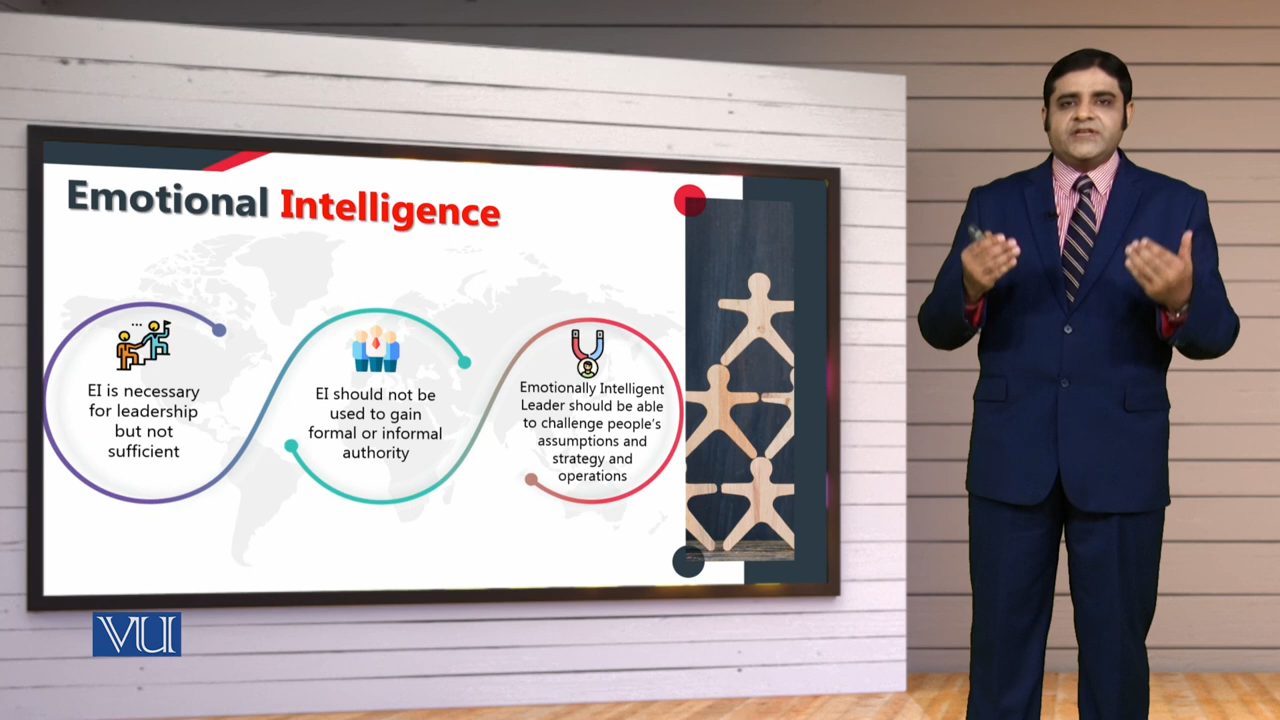 Emotional Intelligence
EI is necessary
for leadership
but not
sufficient
EI should not be
used to gain
formal or informal
authority
Emotionally Intelligent
Leader should be able
to challenge people's
assumptions and
strategy and
operations
VU